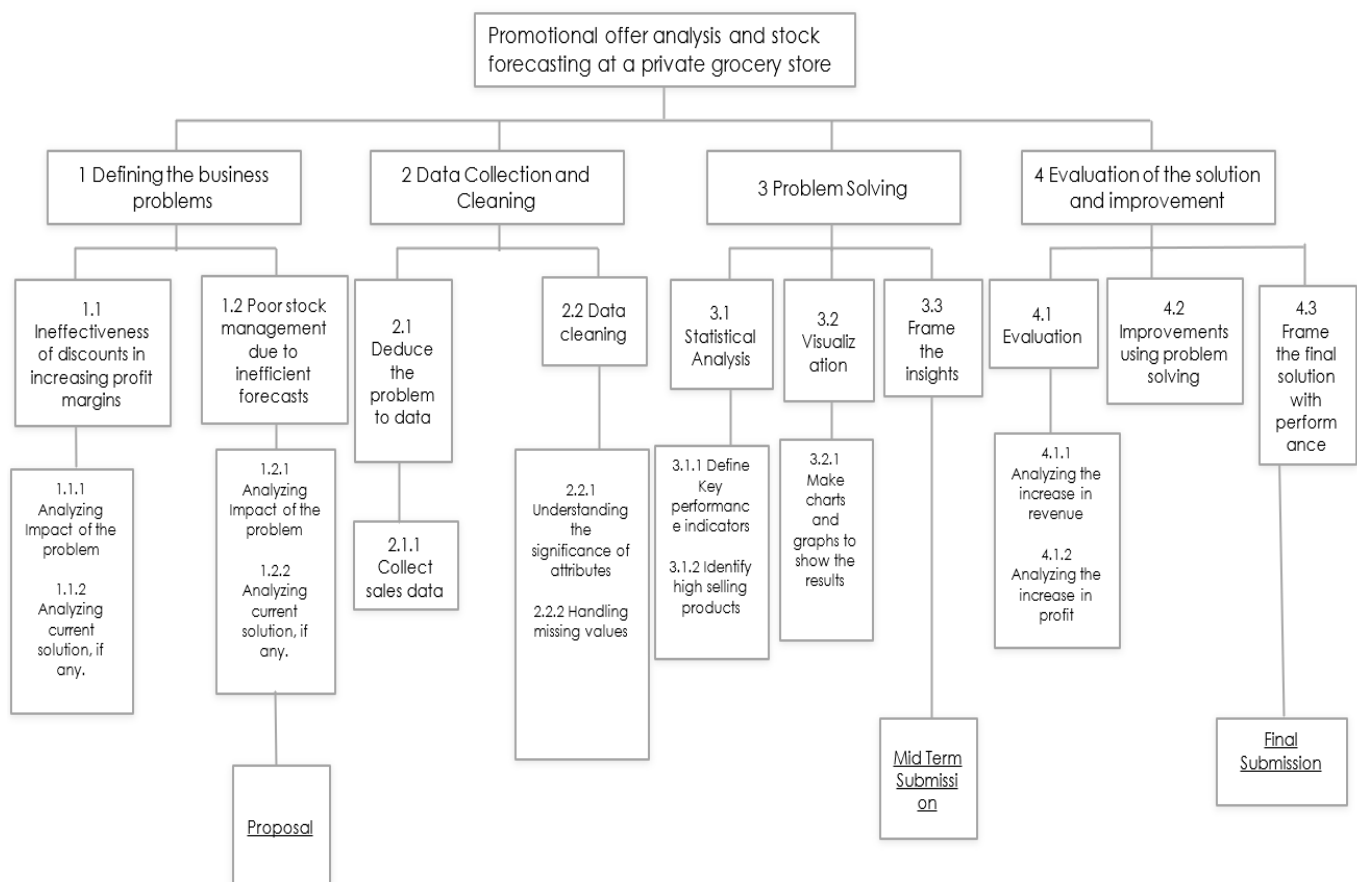 Promotional offer analysis and stock
forecasting at a private grocery store
1 Defining the business
problems
2 Data Collection and
Cleaning
3 Problem Solving
4 Evaluation of the solution
and improvement
1.1
Ineffectiveness
of discounts in
increasing profit
margins
1.2 Poor stock
management
due to
inefficient
forecasts
2.1
Deduce
the
problem
to data
2.2 Data
cleaning
3.1
Statistical
Analysis
3.2
Visualiz
ation
3.3
Frame
the
insights
4.1
Evaluation
4.2
Improvements
using problem
solving
4.3
Frame
the final
solution
with
perform
ance
1.1.1
Analyzing
Impact of the
problem
1.1.2
Analyzing
current
solution, if
any.
1.2.1
Analyzing
Impact of the
problem
1.2.2
Analyzing
current
solution, if
any.
2.1.1
Collect
sales data
2.2.1
Understanding
the
significance of
attributes
2.2.2 Handling
missing values
3.1.1 Define
Key
performanc
e indicators
3.1.2 Identify
high selling
products
3.2.1
Make
charts
and
graphs to
show the
results
4.1.1
Analyzing the
increase in
revenue
4.1.2
Analyzing the
increase in
profit
Proposal
Mid Term
Submissi
on
Final
Submission